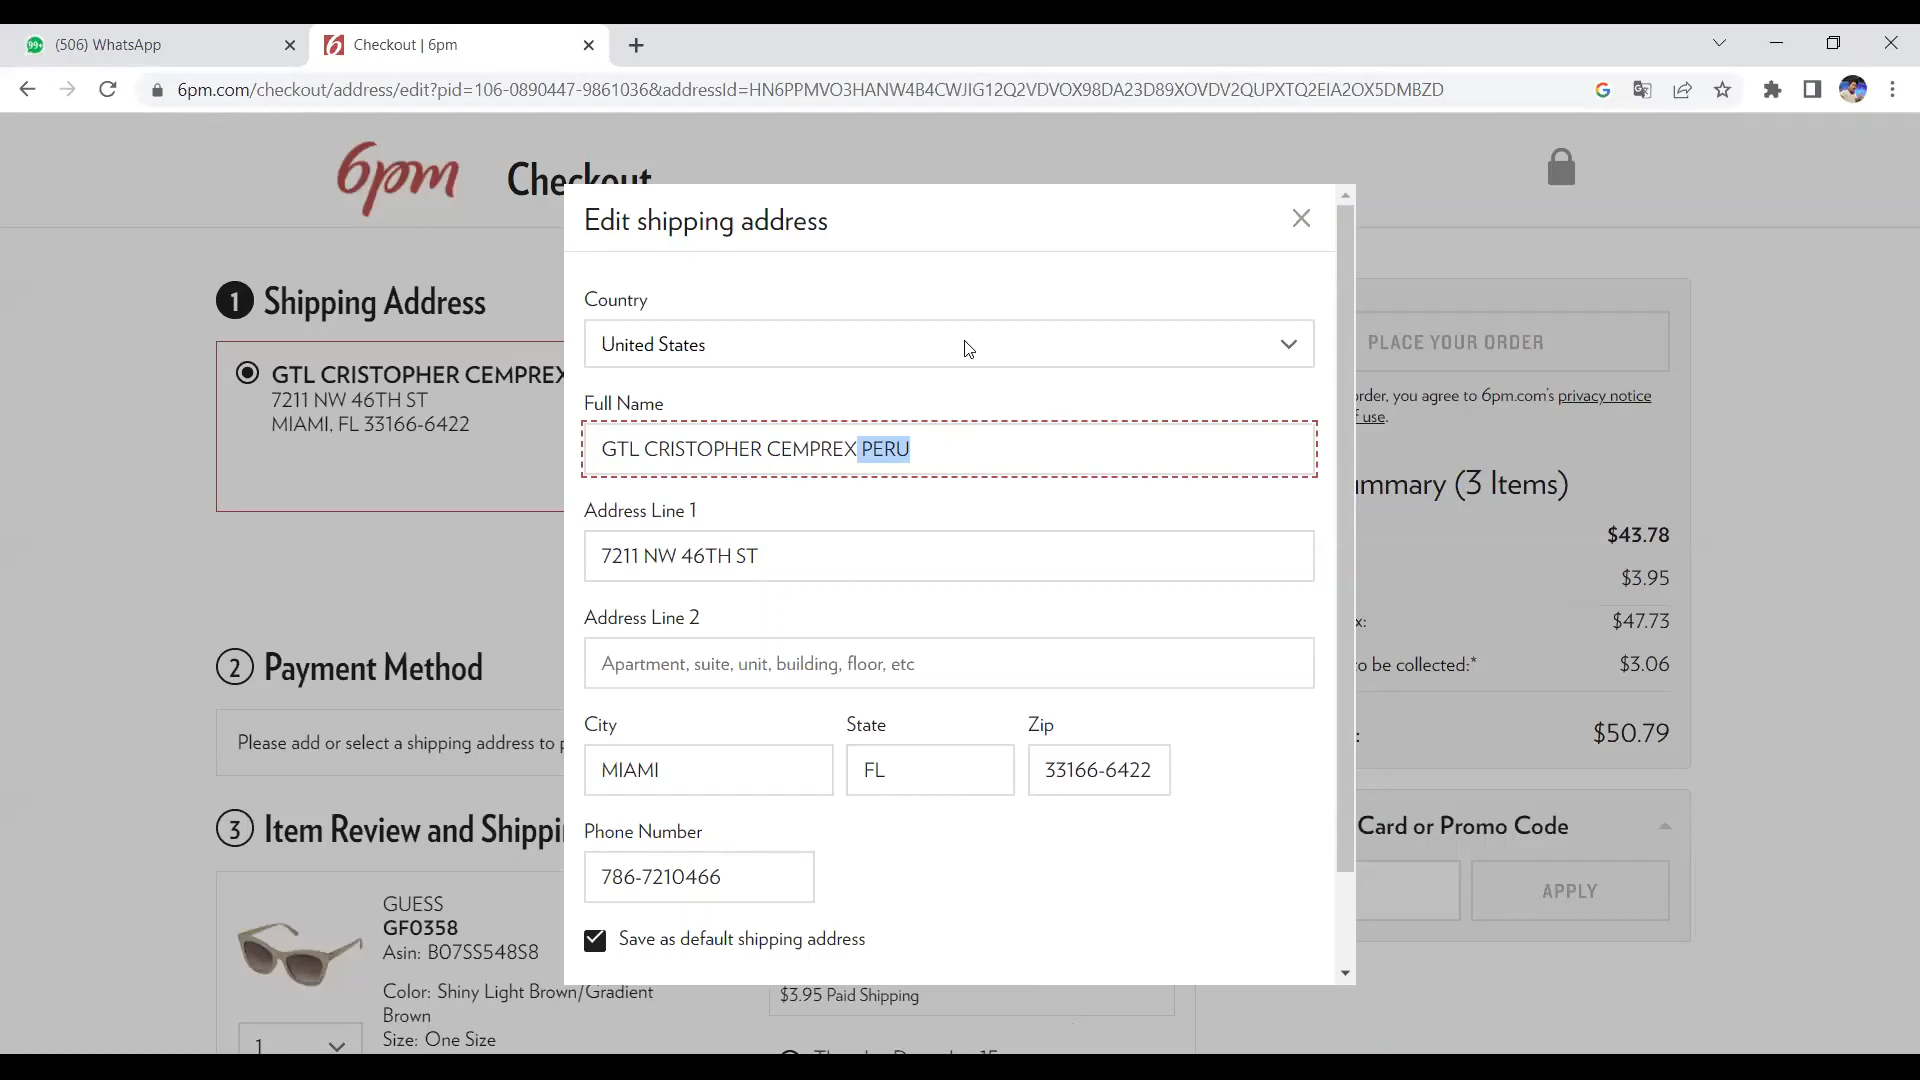 (506) WhatsApp
Checkout | 6pm
6pm.com/checkout/address/edit?pid=106-0890447-9861036&addressId=HN6PPMVO3HANW4B4CWJIG12Q2VDVOX98DA23D89XOVDV2QUPXTQ2EIA2OX5DMBZD
6pm
Checkout
Edit shipping address
1 Shipping Address
GTL CRISTOPHER CEMPREX
7211 NW 46TH ST
MIAMI, FL 33166-6422
2 Payment Method
Please add or select a shipping address to
3 Item Review and
GUESS
GF0358
Asin: B07SS548S8
Color: Shiny Light Brown/Gradient
Brown
Size: One Size
1
Country
United States
Full Name
GTL CRISTOPHER CEMPREX PERU
Address Line 1
7211 NW 46TH ST
Address Line 2
Apartment, suite, unit, building, floor, etc
City
State
Zip
MIAMI
FL
33166-6422
Phone Number
786-7210466
Save as default shipping address
$3.95 Paid Shipping
PLACE YOUR ORDER
order, you agree to 6pm.com's privacy notice
use.
(3 Items)
$43.78
$3.95
$47.73
to be collected:* $3.06
$50.79
Card or Promo Code
APPLY